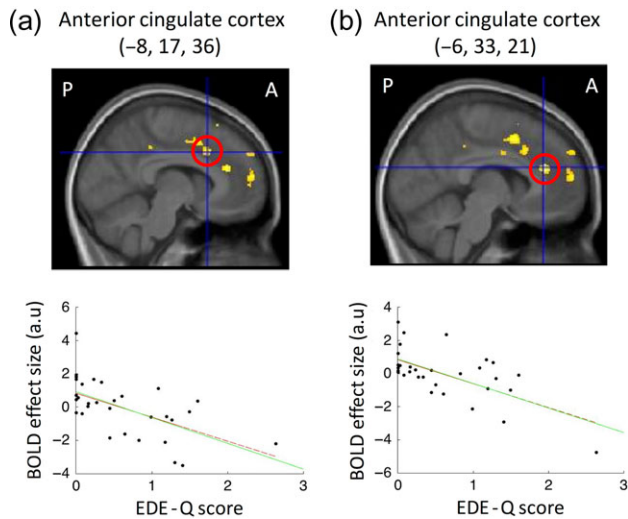 (a) Anterior cingulate cortex
(−8, 17, 36)
P A
BOLD effect size (a.u)
6
4
2
0
−2
−4
0 1 2 3
EDE-Q score
(b) Anterior cingulate cortex
(−6, 33, 21)
P A
BOLD effect size (a.u)
4
2
0
−2
−4
−6
0 1 2 3
EDE-Q score